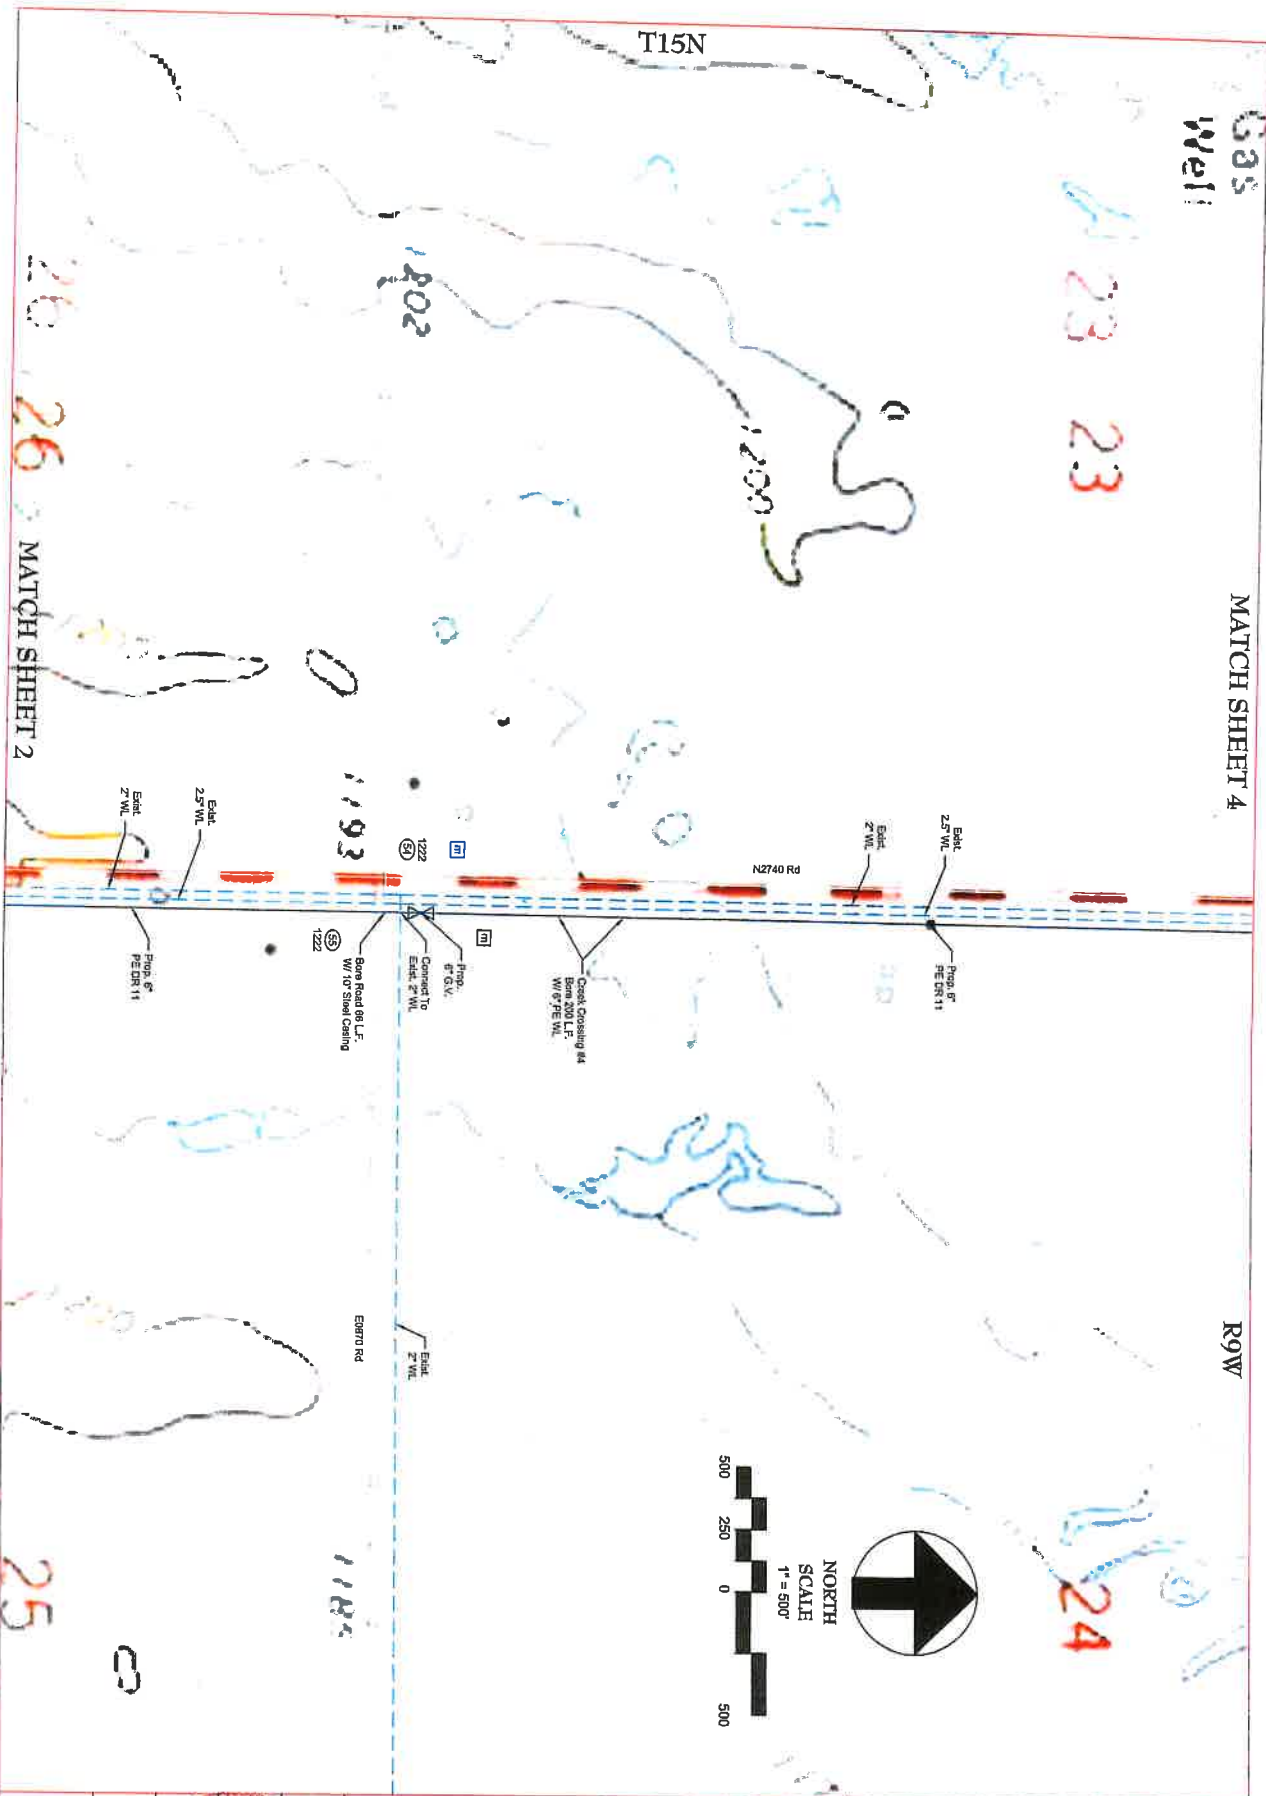 MATCH SHEET 4
R9W
Gas
Well
23
23
24
Exist.
2.5" WL
Exist.
2" WL
Prop. 6"
PE DR 11
N2740 Rd
NORTH
SCALE
1" = 500'
500
250
0
500
T15N
1200
Creek Crossing #4
Bore 200 L.F.
W/ 6" PE WL
m
m
Prop.
6" G.V.
Connect To
Exist. 2" WL
1202
1222
54
1193
55
1222
Bore Road 66 L.F.
W/ 10" Steel Casing
Exist.
2" WL
E0870 Rd
Exist.
2.5" WL
Exist.
2" WL
Prop. 6"
PE DR 11
26
26
25
MATCH SHEET 2